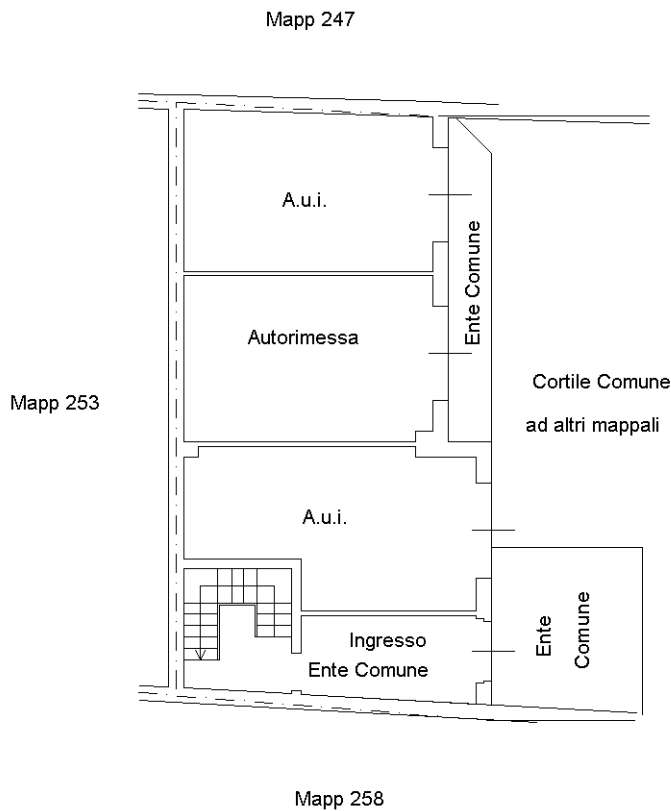 Mapp 247
A.u.i.
Ente Comune
Autorimessa
Cortile Comune
ad altri mappali
Mapp 253
A.u.i.
Ingresso
Ente Comune
Ente
Comune
Mapp 258